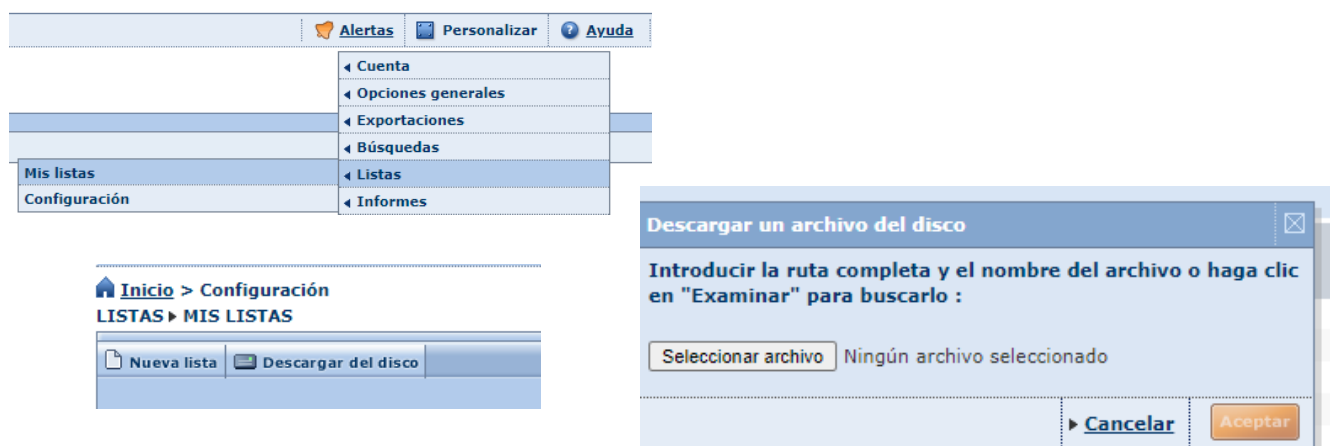 Alertas Personalizar Ayuda
Cuenta
Opciones generales
Exportaciones
Búsquedas
Mis listas Listas
Configuración Informes
Inicio > Configuración
LISTAS MIS LISTAS
Nueva lista Descargar del disco
Descargar un archivo del disco
Introducir la ruta completa y el nombre del archivo o haga clic
en "Examinar" para buscarlo :
Seleccionar archivo Ningún archivo seleccionado
Cancelar Aceptar